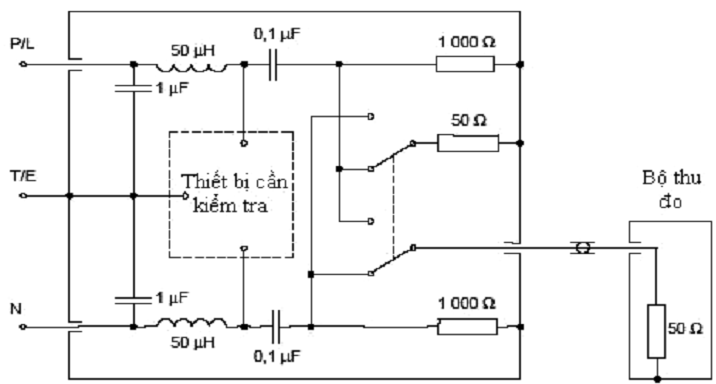 P/L
50 µH
0,1 µF
1 000 Ω
1 µF
50 Ω
T/E
Thiết bị cần
kiểm tra
Bộ thu
đo
N
1 µF
50 µH
0,1 µF
1 000 Ω
50 Ω